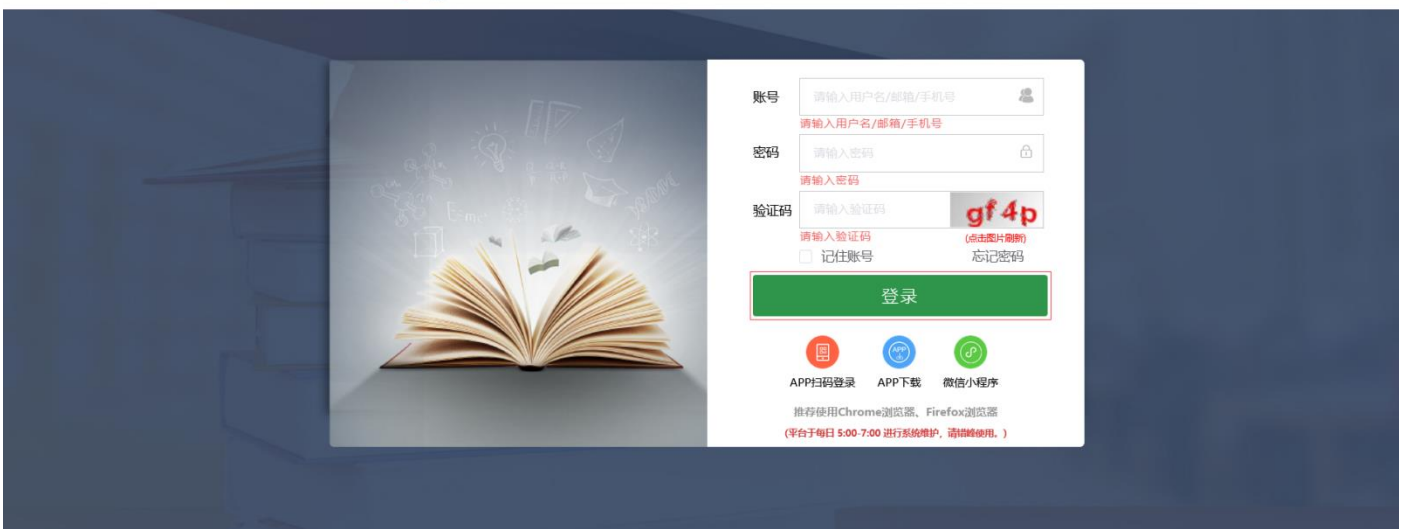 账号 请输入用户名/邮箱/手机号
请输入用户名/邮箱/手机号
密码 请输入密码
请输入密码
验证码 请输入验证码 gf4p
请输入验证码 (点击图片刷新)
记住账号 忘记密码
登录
APP
APP扫码登录 APP下载 微信小程序
推荐使用Chrome浏览器、Firefox浏览器
(平台于每日 5:00-7:00 进行系统维护，请错峰使用。)